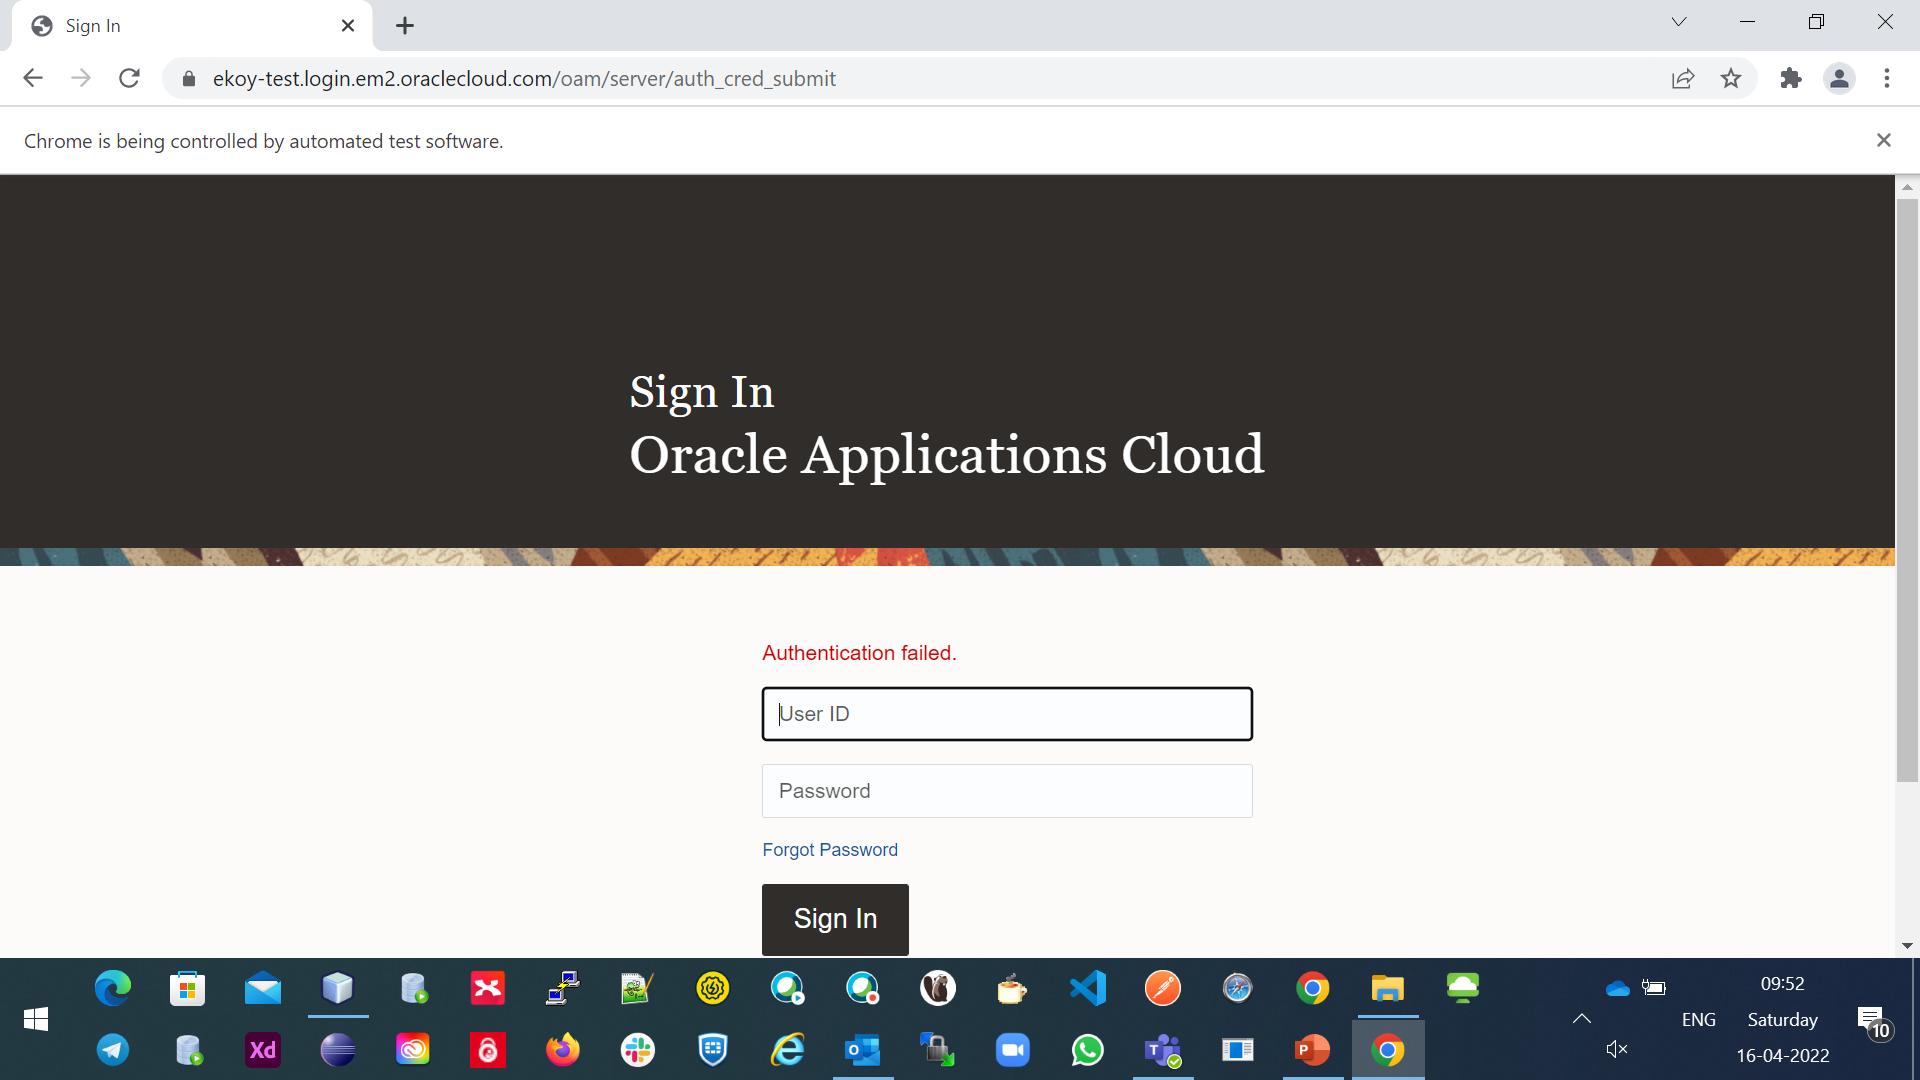 Sign In
ekoy-test.login.em2.oraclecloud.com/oam/server/auth_cred_submit
Chrome is being controlled by automated test software.
Sign In
Oracle Applications Cloud
Authentication failed.
User ID
Password
Forgot Password
Sign In
Xd
ENG
09:52
Saturday
16-04-2022
10